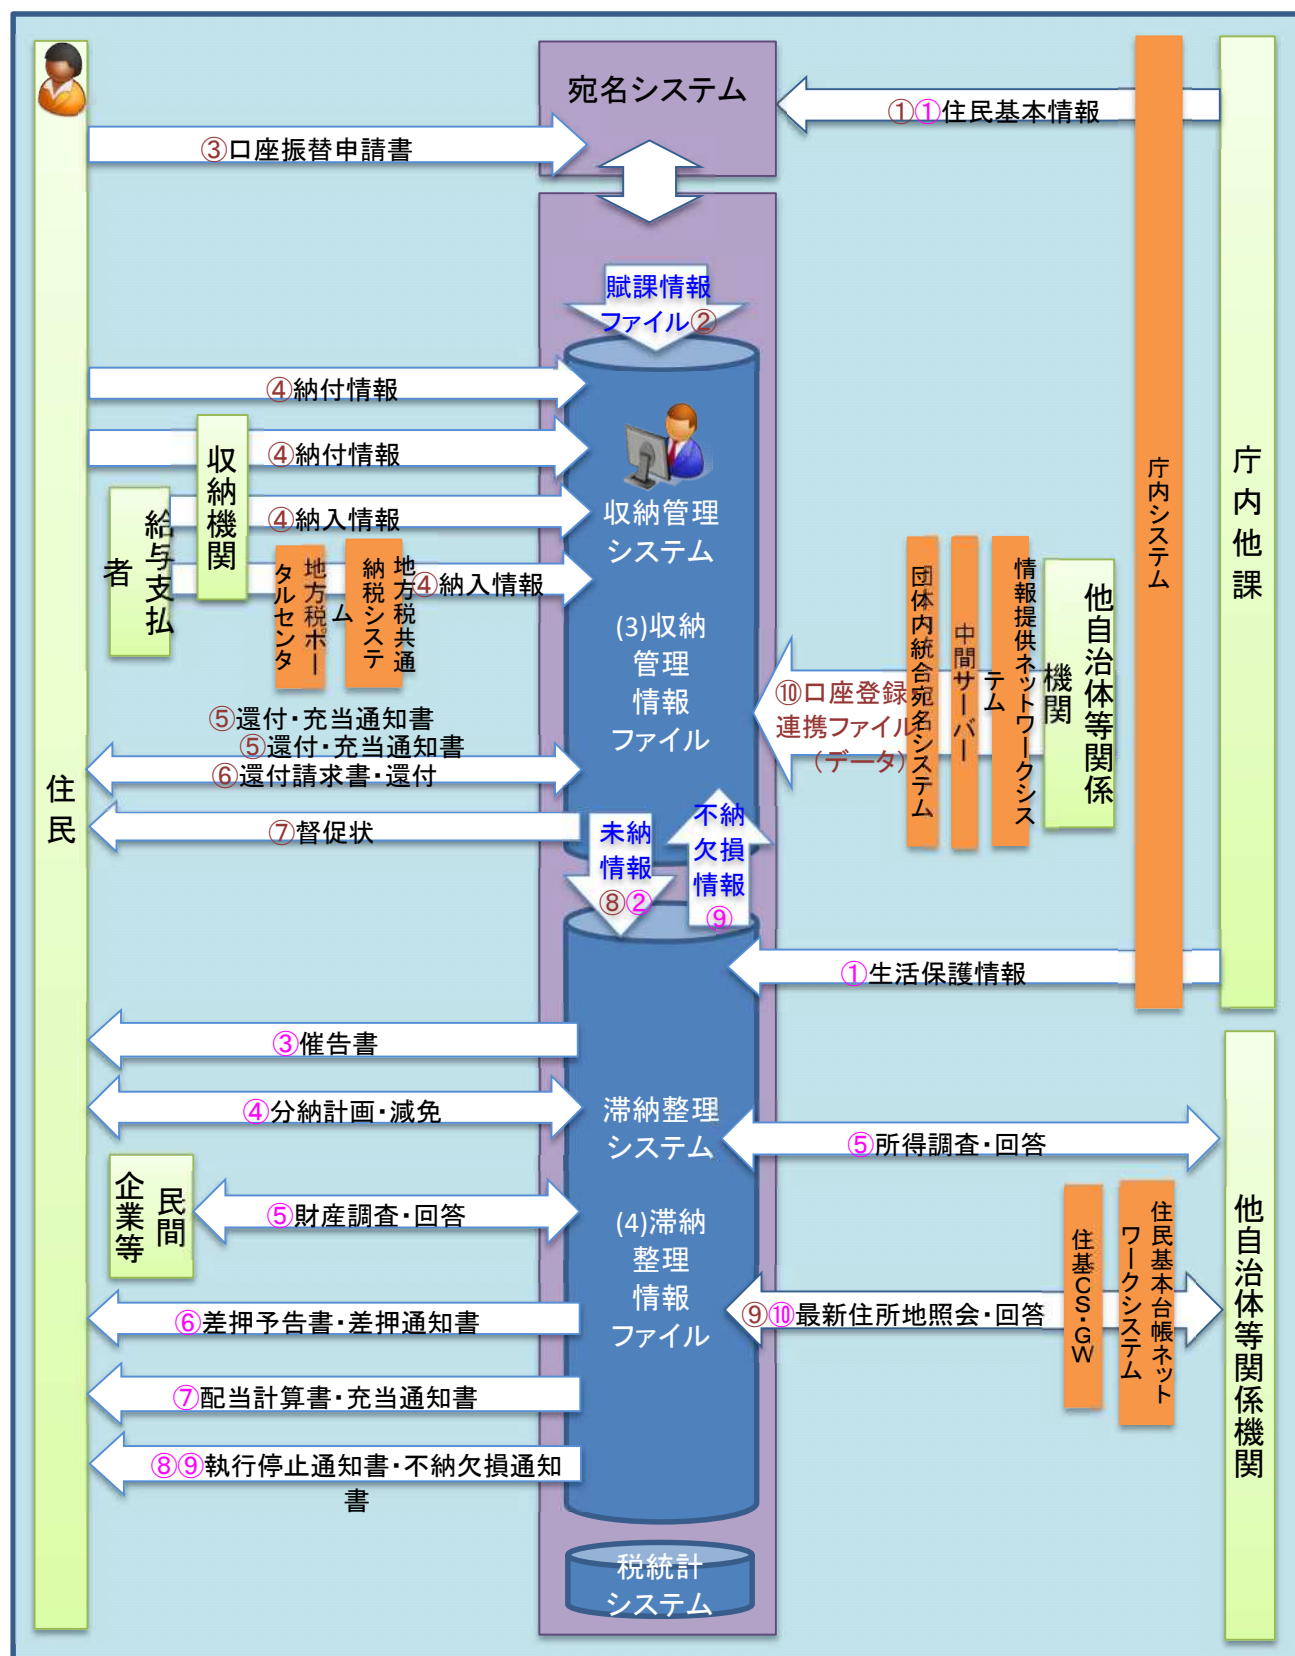 宛名システム
①①住民基本情報
③口座振替申請書
賦課情報
ファイル②
④納付情報
④納付情報
収納機関
給与支払
者
④納入情報
④納入情報
地方税ポー
タルセンタ
地方税共通
納税システ
ム
収納管理
システム
(3)収納
管理
情報
ファイル
庁内システム
庁内他課
団体内統合宛名システム
中間サーバー
情報提供ネットワークシス
テム
他自治体等関係
機関
⑩口座登録
連携ファイル
（データ）
住民
⑤還付・充当通知書
⑤還付・充当通知書
⑥還付請求書・還付
⑦督促状
未納
情報
⑧②
不納
欠損
情報
⑨
①生活保護情報
③催告書
④分納計画・減免
滞納整理
システム
⑤所得調査・回答
民間
企業等
⑤財産調査・回答
(4)滞納
整理
情報
ファイル
⑥差押予告書・差押通知書
⑨⑩最新住所地照会・回答
住基CS・GW
住民基本台帳ネット
ワークシステム
他自治体等関係機関
⑦配当計算書・充当通知書
⑧⑨執行停止通知書・不納欠損通知
書
税統計
システム